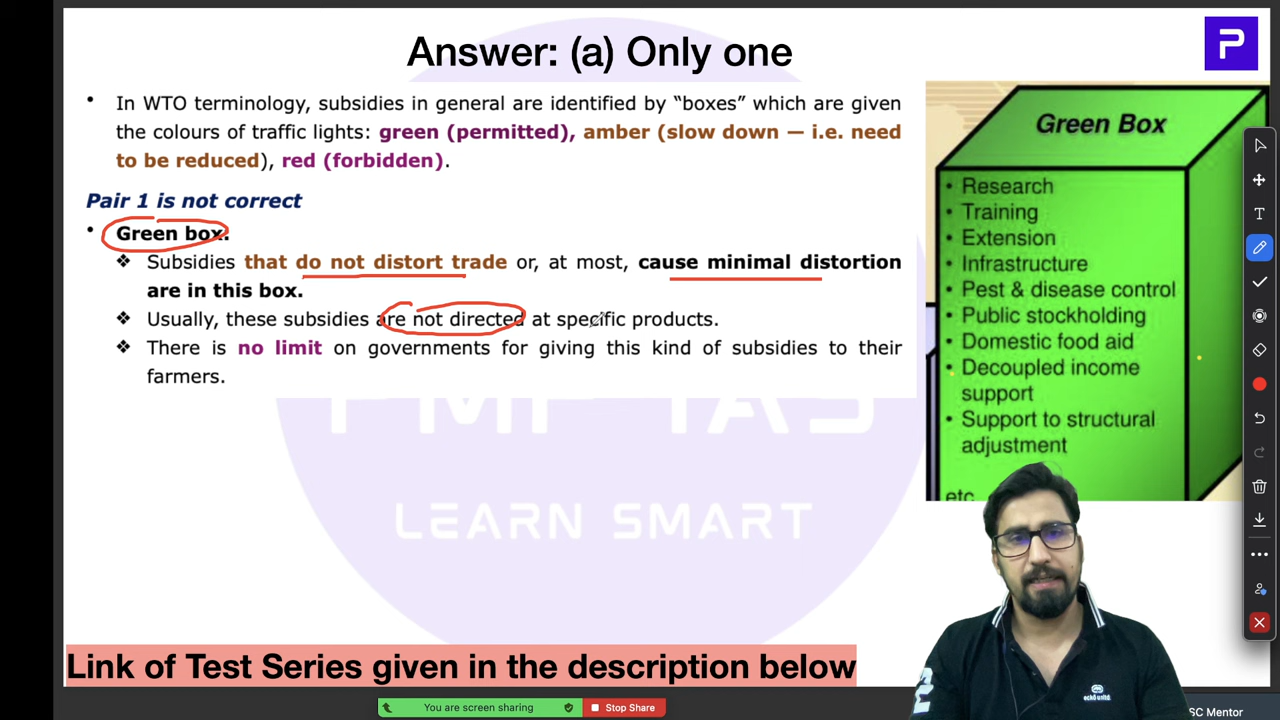 Answer: (a) Only one
P
• In WTO terminology, subsidies in general are identified by “boxes” which are given
the colours of traffic lights: green (permitted), amber (slow down — i.e. need
to be reduced), red (forbidden).
Pair 1 is not correct
• Green box:
❖ Subsidies that do not distort trade or, at most, cause minimal distortion
are in this box.
❖ Usually, these subsidies are not directed at specific products.
❖ There is no limit on governments for giving this kind of subsidies to their
farmers.
Green Box
• Research
• Training
• Extension
• Infrastructure
• Pest & disease control
• Public stockholding
• Domestic food aid
• Decoupled income
support
• Support to structural
adjustment
etc
PMF IAS
LEARN SMART
Link of Test Series given in the description below
You are screen sharing
Stop Share
SC Mentor